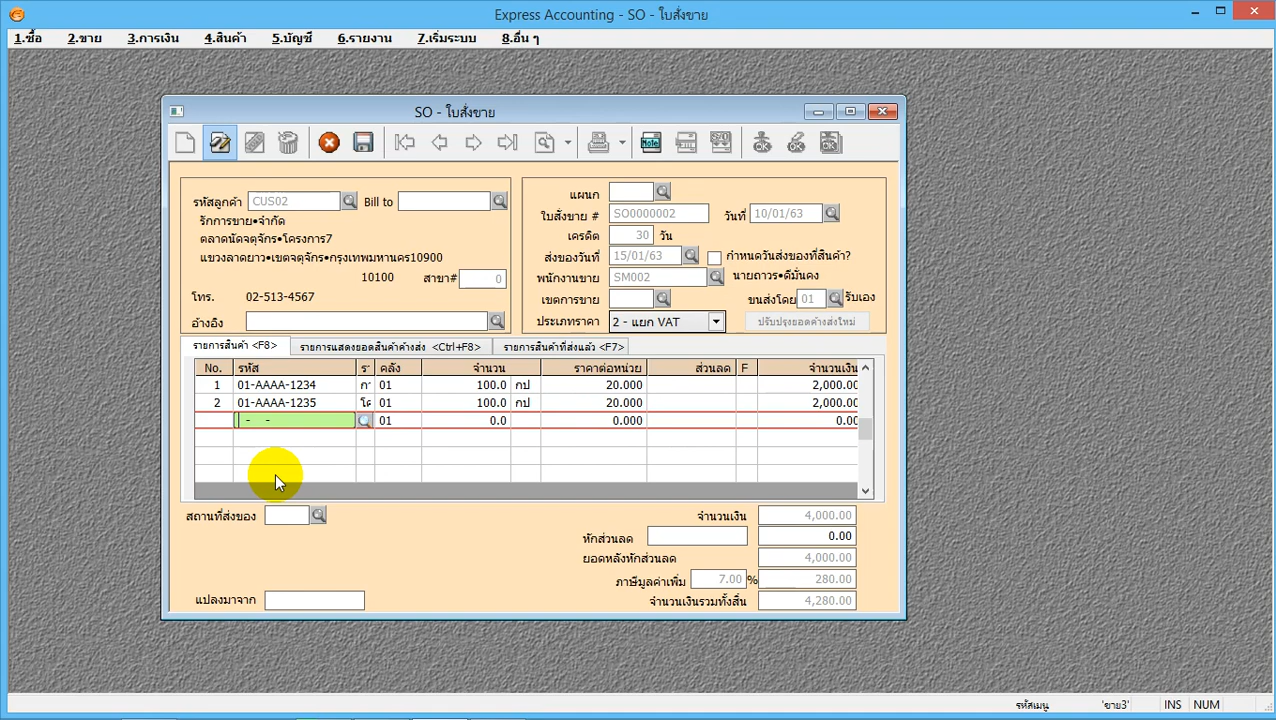 Express Accounting - SO - ใบสั่งขาย
1.ซื้อ 2.ขาย 3.การเงิน 4.สินค้า 5.บัญชี 6.รายงาน 7.เริ่มระบบ 8.อื่น ๆ
SO - ใบสั่งขาย
รหัสลูกค้า CUS02 Bill to
รักการขาย•จำกัด
ตลาดนัดจตุจักร•โครงการ7
แขวงลาดยาว•เขตจตุจักร•กรุงเทพมหานคร10900
10100 สาขา# 0
โทร. 02-513-4567
อ้างอิง
แผนก
ใบสั่งขาย # SO0000002 วันที่ 10/01/63
เครดิต 30 วัน
ส่งของวันที่ 15/01/63 กำหนดวันส่งของที่สินค้า?
พนักงานขาย SM002 นายถาวร•ดีมั่นคง
เขตการขาย ขนส่งโดย 01 รับเอง
ประเภทราคา 2 - แยก VAT ปรับปรุงยอดค้างส่งใหม่
รายการสินค้า <F8> รายการแสดงยอดสินค้าค้างส่ง <Ctrl+F8> รายการสินค้าที่ส่งแล้ว <F7>
No. รหัส คลัง จำนวน ราคาต่อหน่วย ส่วนลด F จำนวนเงิน
1 01-AAAA-1234 01 100.0 กป 20.000 2,000.00
2 01-AAAA-1235 01 100.0 กป 20.000 2,000.00
- - 01 0.0 0.000 0.00
สถานที่ส่งของ จำนวนเงิน 4,000.00
หักส่วนลด 0.00
ยอดหลังหักส่วนลด 4,000.00
ภาษีมูลค่าเพิ่ม 7.00 % 280.00
แปลงมาจาก จำนวนเงินรวมทั้งสิ้น 4,280.00
รหัสเมนู 'ขาย3' INS NUM